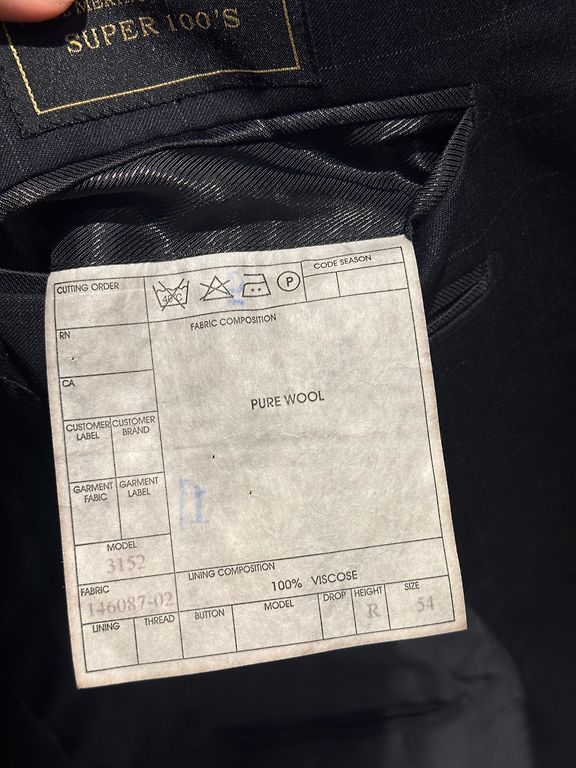 SUPER 100'S
CUTTING ORDER
40°C
P
CODE SEASON
RN
FABRIC COMPOSITION
CA
PURE WOOL
CUSTOMER LABEL
CUSTOMER BRAND
GARMENT FABIC
GARMENT LABEL
MODEL
3152
FABRIC
146087-02
LINING COMPOSITION
100% VISCOSE
LINING
THREAD
BUTTON
MODEL
DROP
HEIGHT
R
SIZE
54